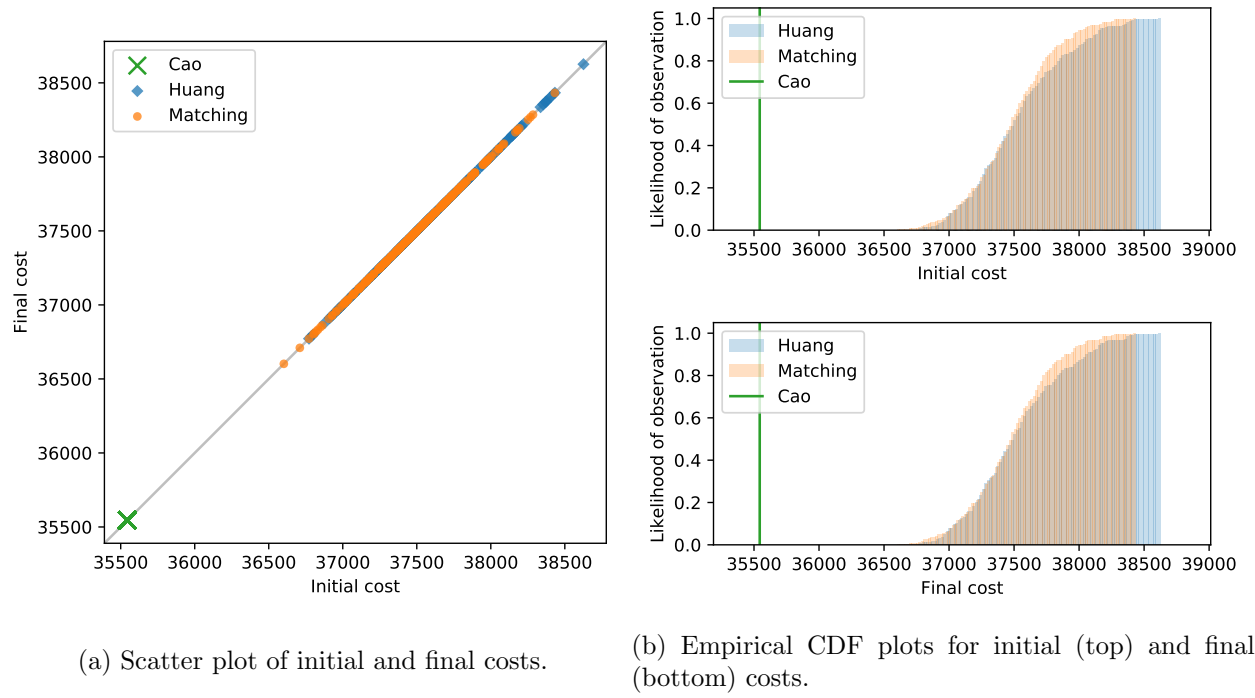 Cao
Huang
Matching
38500
38000
37500
37000
36500
36000
35500
Final cost
35500 36000 36500 37000 37500 38000 38500
Initial cost
(a) Scatter plot of initial and final costs.
Huang
Matching
Cao
1.0
0.8
0.6
0.4
0.2
0.0
Likelihood of observation
35500 36000 36500 37000 37500 38000 38500 39000
Initial cost
Huang
Matching
Cao
1.0
0.8
0.6
0.4
0.2
0.0
Likelihood of observation
35500 36000 36500 37000 37500 38000 38500 39000
Final cost
(b) Empirical CDF plots for initial (top) and final
(bottom) costs.